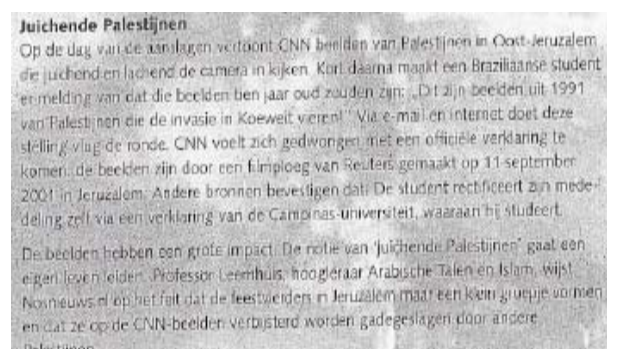 Juichende Palestijnen
Op de dag van de aanslagen vertoont CNN beelden van Palestijnen in Oost-Jeruzalem
die juichend en lachend de camera in kijken. Kort daarna maakt een Braziliaanse student
er melding van dat die beelden tien jaar oud zouden zijn: „Dit zijn beelden uit 1991
van Palestijnen die de invasie in Koeweit vieren!” Via e-mail en internet doet deze
stelling vlug de ronde. CNN voelt zich gedwongen met een officiële verklaring te
komen: de beelden zijn door een filmploeg van Reuters gemaakt op 11 september
2001 in Jeruzalem. Andere bronnen bevestigen dat. De student rectificeert zijn mede-
deling zelf via een verklaring van de Campinas-universiteit, waaraan hij studeert.
De beelden hebben een grote impact. De notie van 'juichende Palestijnen' gaat een
eigen leven leiden. Professor Leemhuis, hoogleraar Arabische Talen en Islam, wijst
Nosnieuws.nl op het feit dat de feestvierders in Jeruzalem maar een klein groepje vormen
en dat ze op de CNN-beelden verbijsterd worden gadegeslagen door andere
Palestijnen